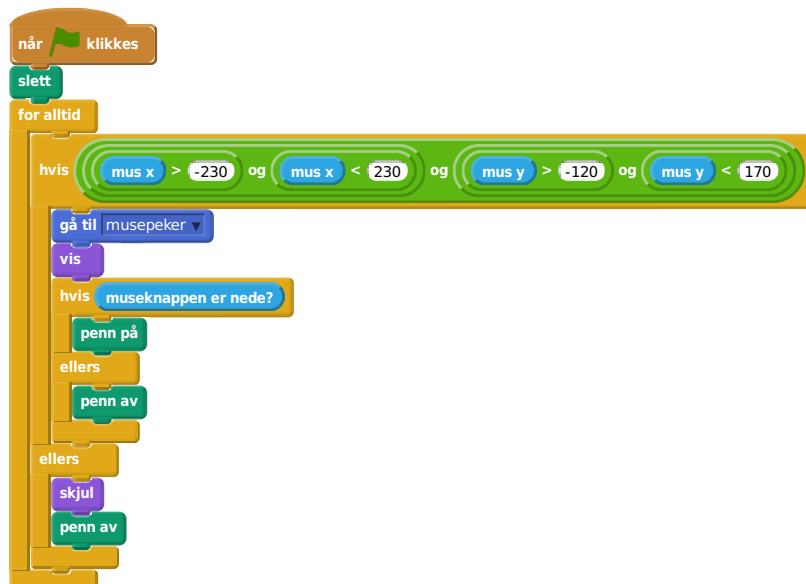 når klikkes
slett
for alltid
hvis mus x > -230 og mus x < 230 og mus y > -120 og mus y < 170
gå til musepeker
vis
hvis museknappen er nede?
penn på
ellers
penn av
ellers
skjul
penn av